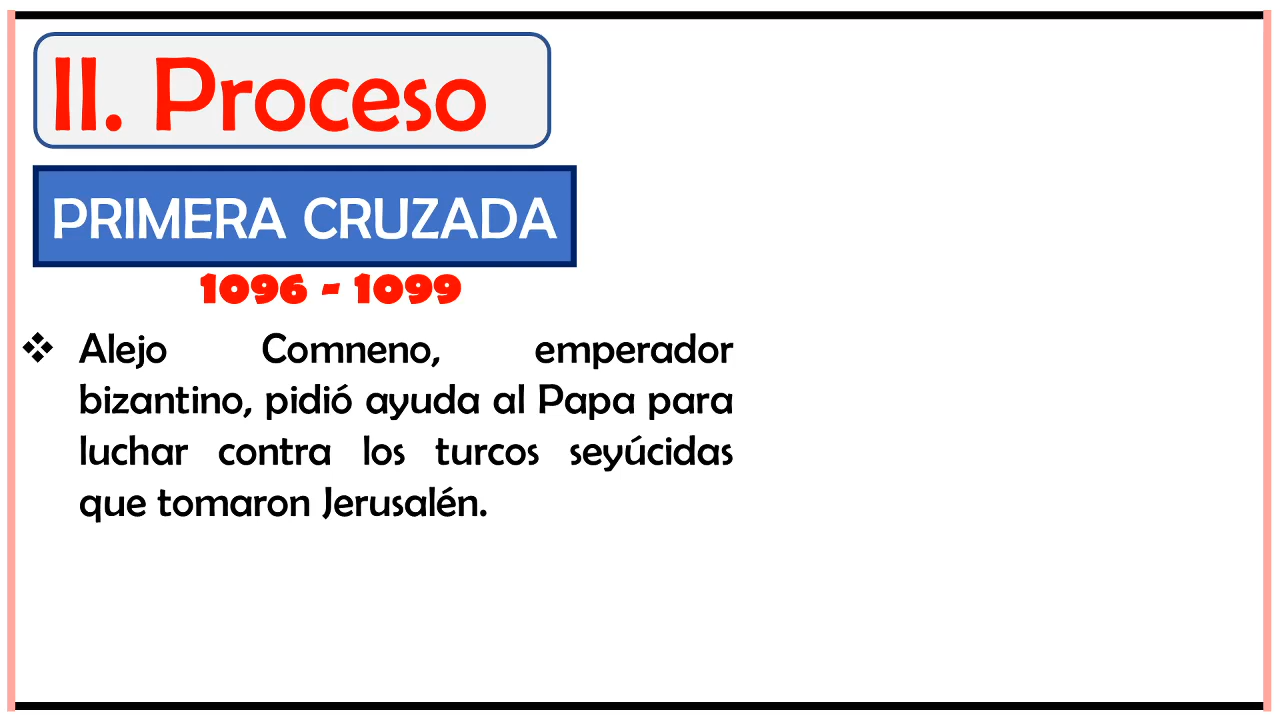 II. Proceso
PRIMERA CRUZADA
1096 - 1099
❖ Alejo Comneno, emperador
bizantino, pidió ayuda al Papa para
luchar contra los turcos seyúcidas
que tomaron Jerusalén.